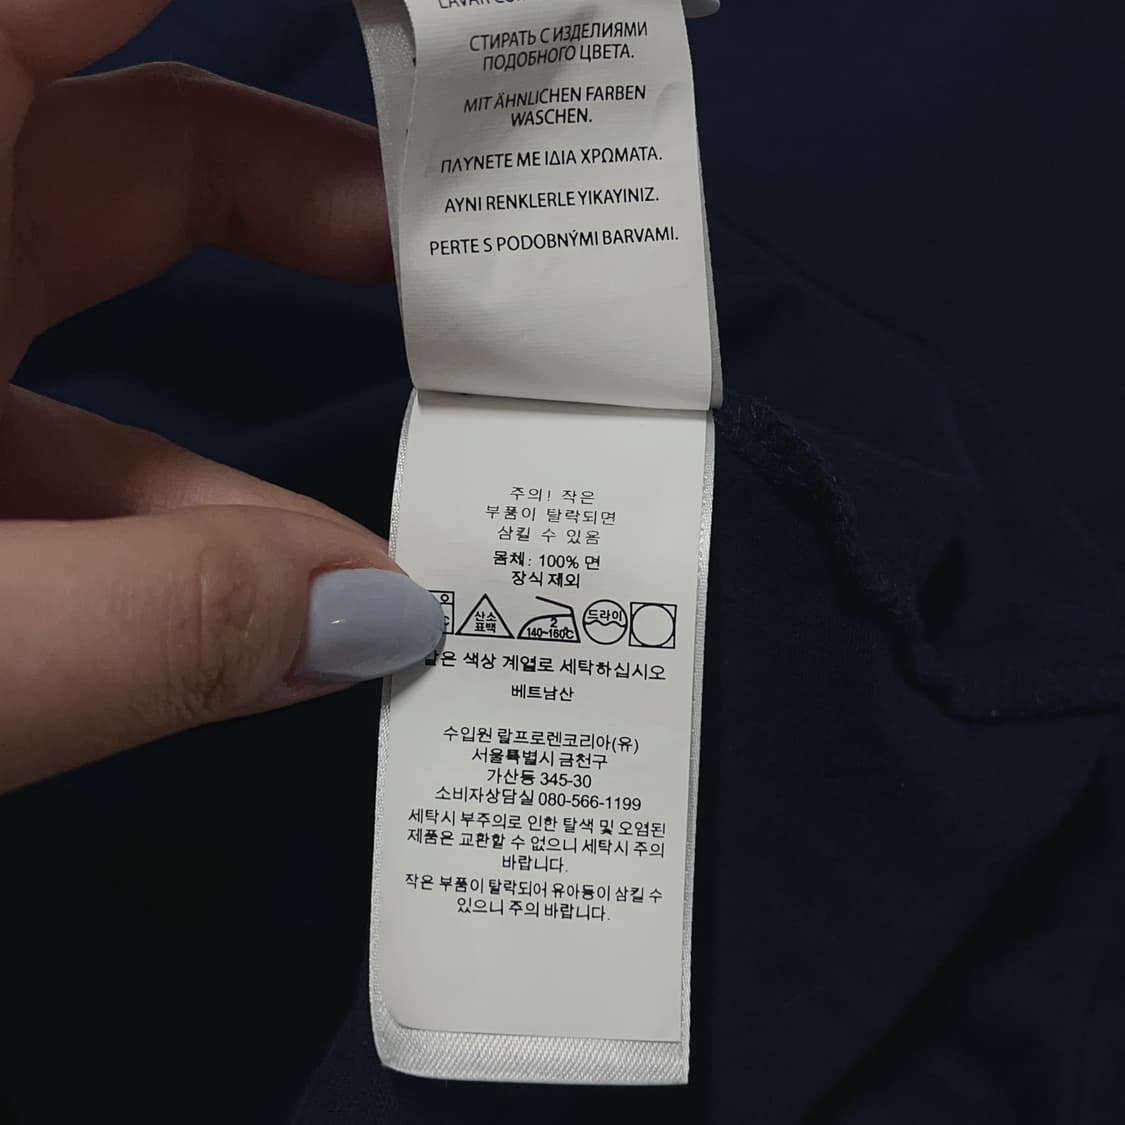 СТИРАТЬ С ИЗДЕЛИЯМИ
ПОДОБНОГО ЦВЕТА.
MIT ÄHNLICHEN FARBEN
WASCHEN.
ΠΛΥΝΕΤΕ ΜΕ ΙΔΙΑ ΧΡΩΜΑΤΑ.
AYNI RENKLERLE YIKAYINIZ.
PERTE S PODOBNÝMI BARVAMI.
주의! 작은
부품이 탈락되면
삼킬 수 있음
몸체: 100% 면
장식 제외
산소
표백
2
140~160℃
드라이
색상 계열로 세탁하십시오
베트남산
수입원 랄프로렌코리아(유)
서울특별시 금천구
가산동 345-30
소비자상담실 080-566-1199
세탁시 부주의로 인한 탈색 및 오염된
제품은 교환할 수 없으니 세탁시 주의
바랍니다.
작은 부품이 탈락되어 유아등이 삼킬 수
있으니 주의 바랍니다.